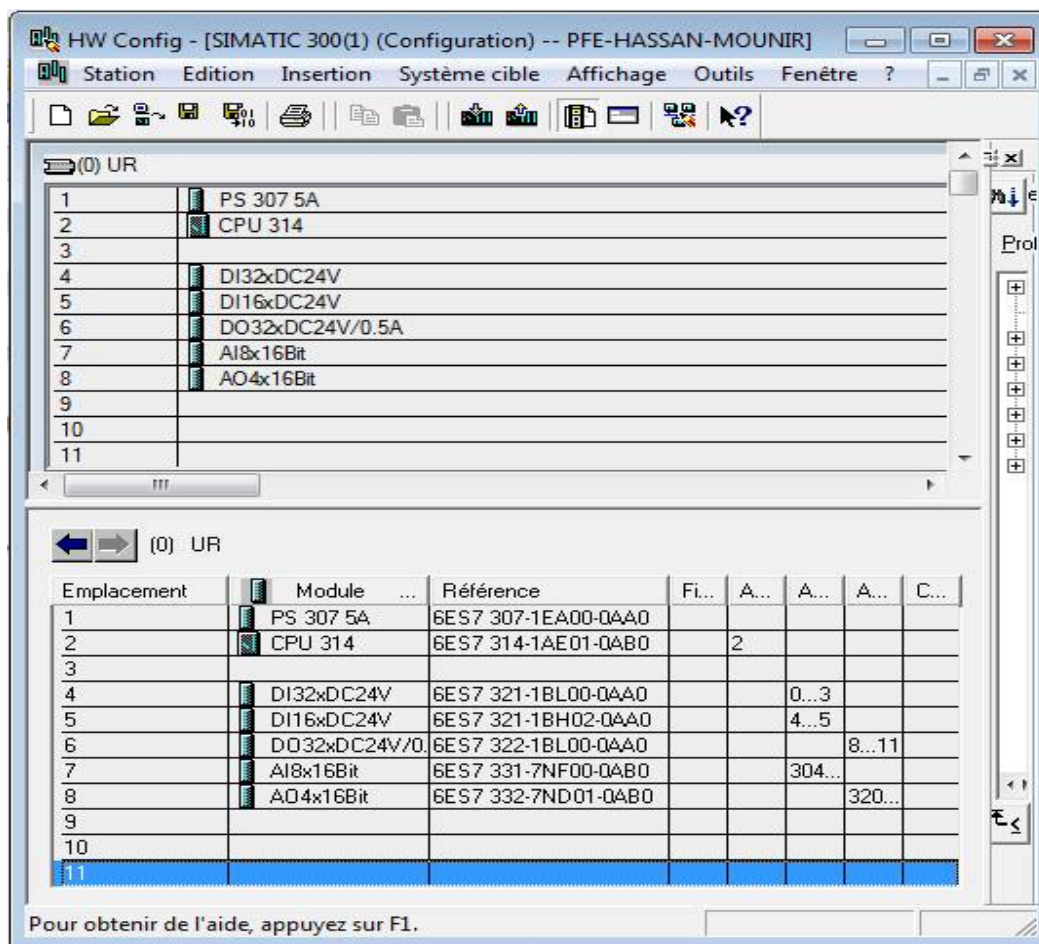 HW Config - [SIMATIC 300(1) (Configuration) -- PFE-HASSAN-MOUNIR]
Station Edition Insertion Système cible Affichage Outils Fenêtre ?
(0) UR
1 PS 307 5A
2 CPU 314
3
4 DI32xDC24V
5 DI16xDC24V
6 DO32xDC24V/0.5A
7 AI8x16Bit
8 AO4x16Bit
9
10
11
Prol
(0) UR
Emplacement Module ... Référence Fi... A... A... A... C...
1 PS 307 5A 6ES7 307-1EA00-0AA0
2 CPU 314 6ES7 314-1AE01-0AB0 2
3
4 DI32xDC24V 6ES7 321-1BL00-0AA0 0...3
5 DI16xDC24V 6ES7 321-1BH02-0AA0 4...5
6 DO32xDC24V/0. 6ES7 322-1BL00-0AA0 8...11
7 AI8x16Bit 6ES7 331-7NF00-0AB0 304...
8 AO4x16Bit 6ES7 332-7ND01-0AB0 320...
9
10
11
Pour obtenir de l'aide, appuyez sur F1.